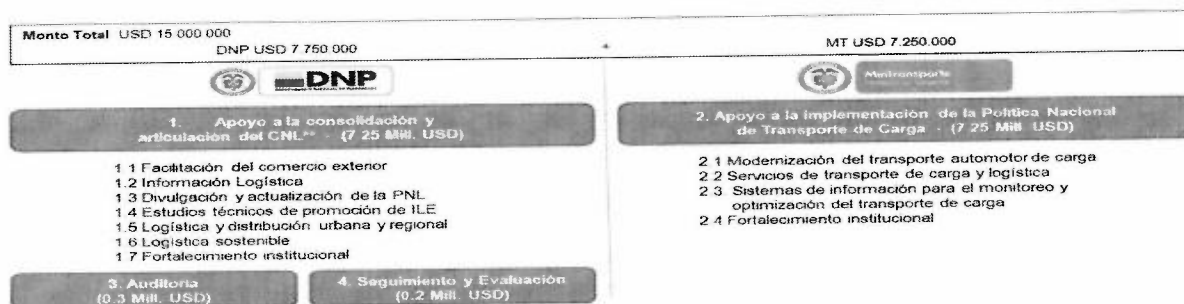 Monto Total USD 15 000 000
DNP USD 7 750 000
MT USD 7.250.000
DNP
Mintransporte
1. Apoyo a la consolidación y
articulación del CNL** - (7 25 Mill. USD)
1 1 Facilitación del comercio exterior
1.2 Información Logística
1 3 Divulgación y actualización de la PNL
1 4 Estudios técnicos de promoción de ILE
1.5 Logística y distribución urbana y regional
1 6 Logística sostenible
1 7 Fortalecimiento institucional
3. Auditoria
(0.3 Mill. USD)
4. Seguimiento y Evaluación
(0.2 Mill. USD)
2. Apoyo a la implementación de la Política Nacional
de Transporte de Carga - (7 25 Mill USD)
2 1 Modernización del transporte automotor de carga
2 2 Servicios de transporte de carga y logística
2 3 Sistemas de información para el monitoreo y
optimización del transporte de carga
2 4 Fortalecimiento institucional